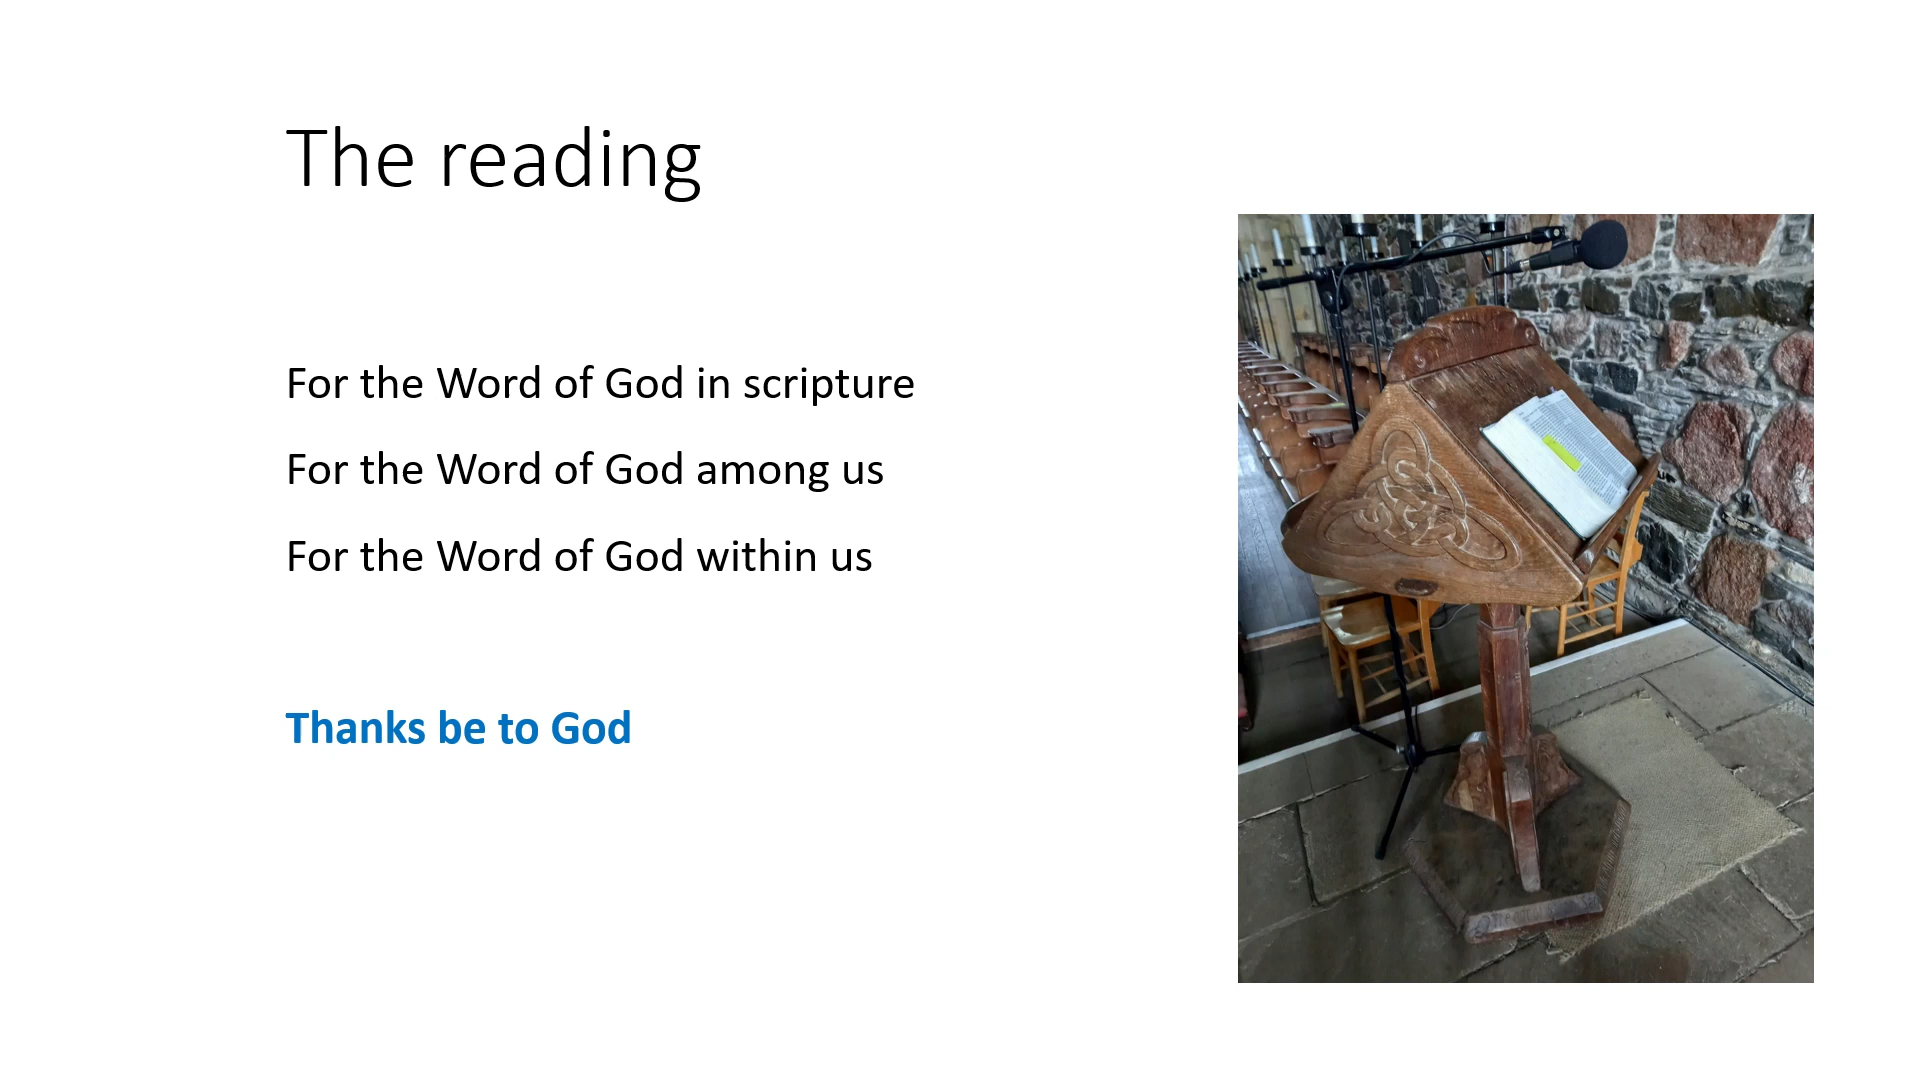 The reading
For the Word of God in scripture
For the Word of God among us
For the Word of God within us
Thanks be to God